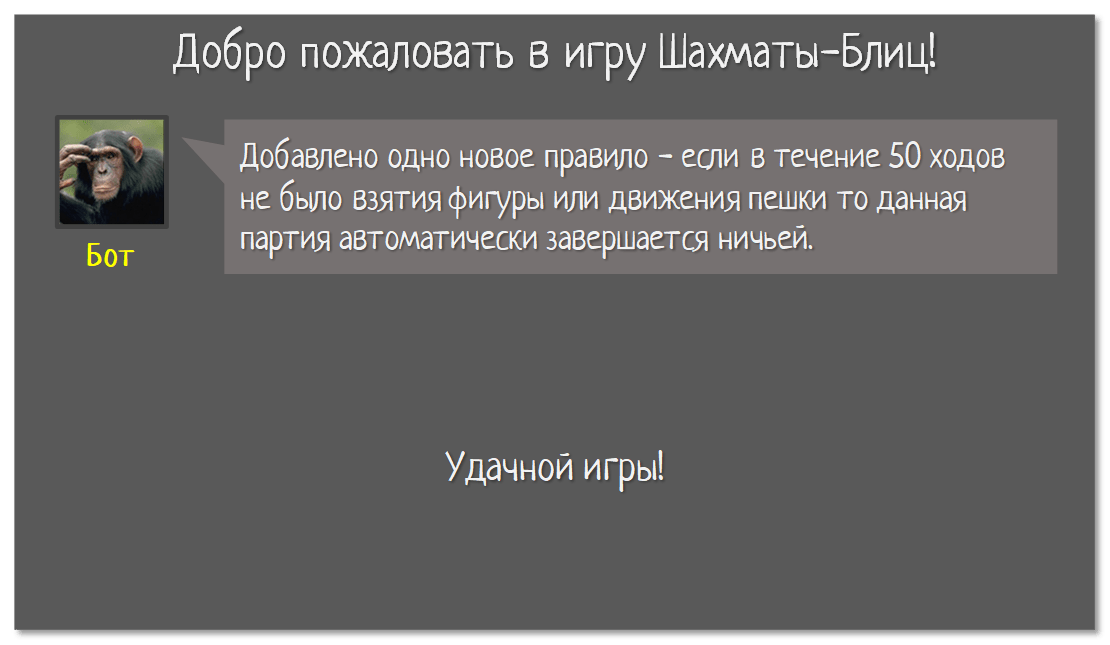 Добро пожаловать в игру Шахматы-Блиц!
Добавлено одно новое правило - если в течение 50 ходов
не было взятия фигуры или движения пешки то данная
партия автоматически завершается ничьей.
Бот
Удачной игры!